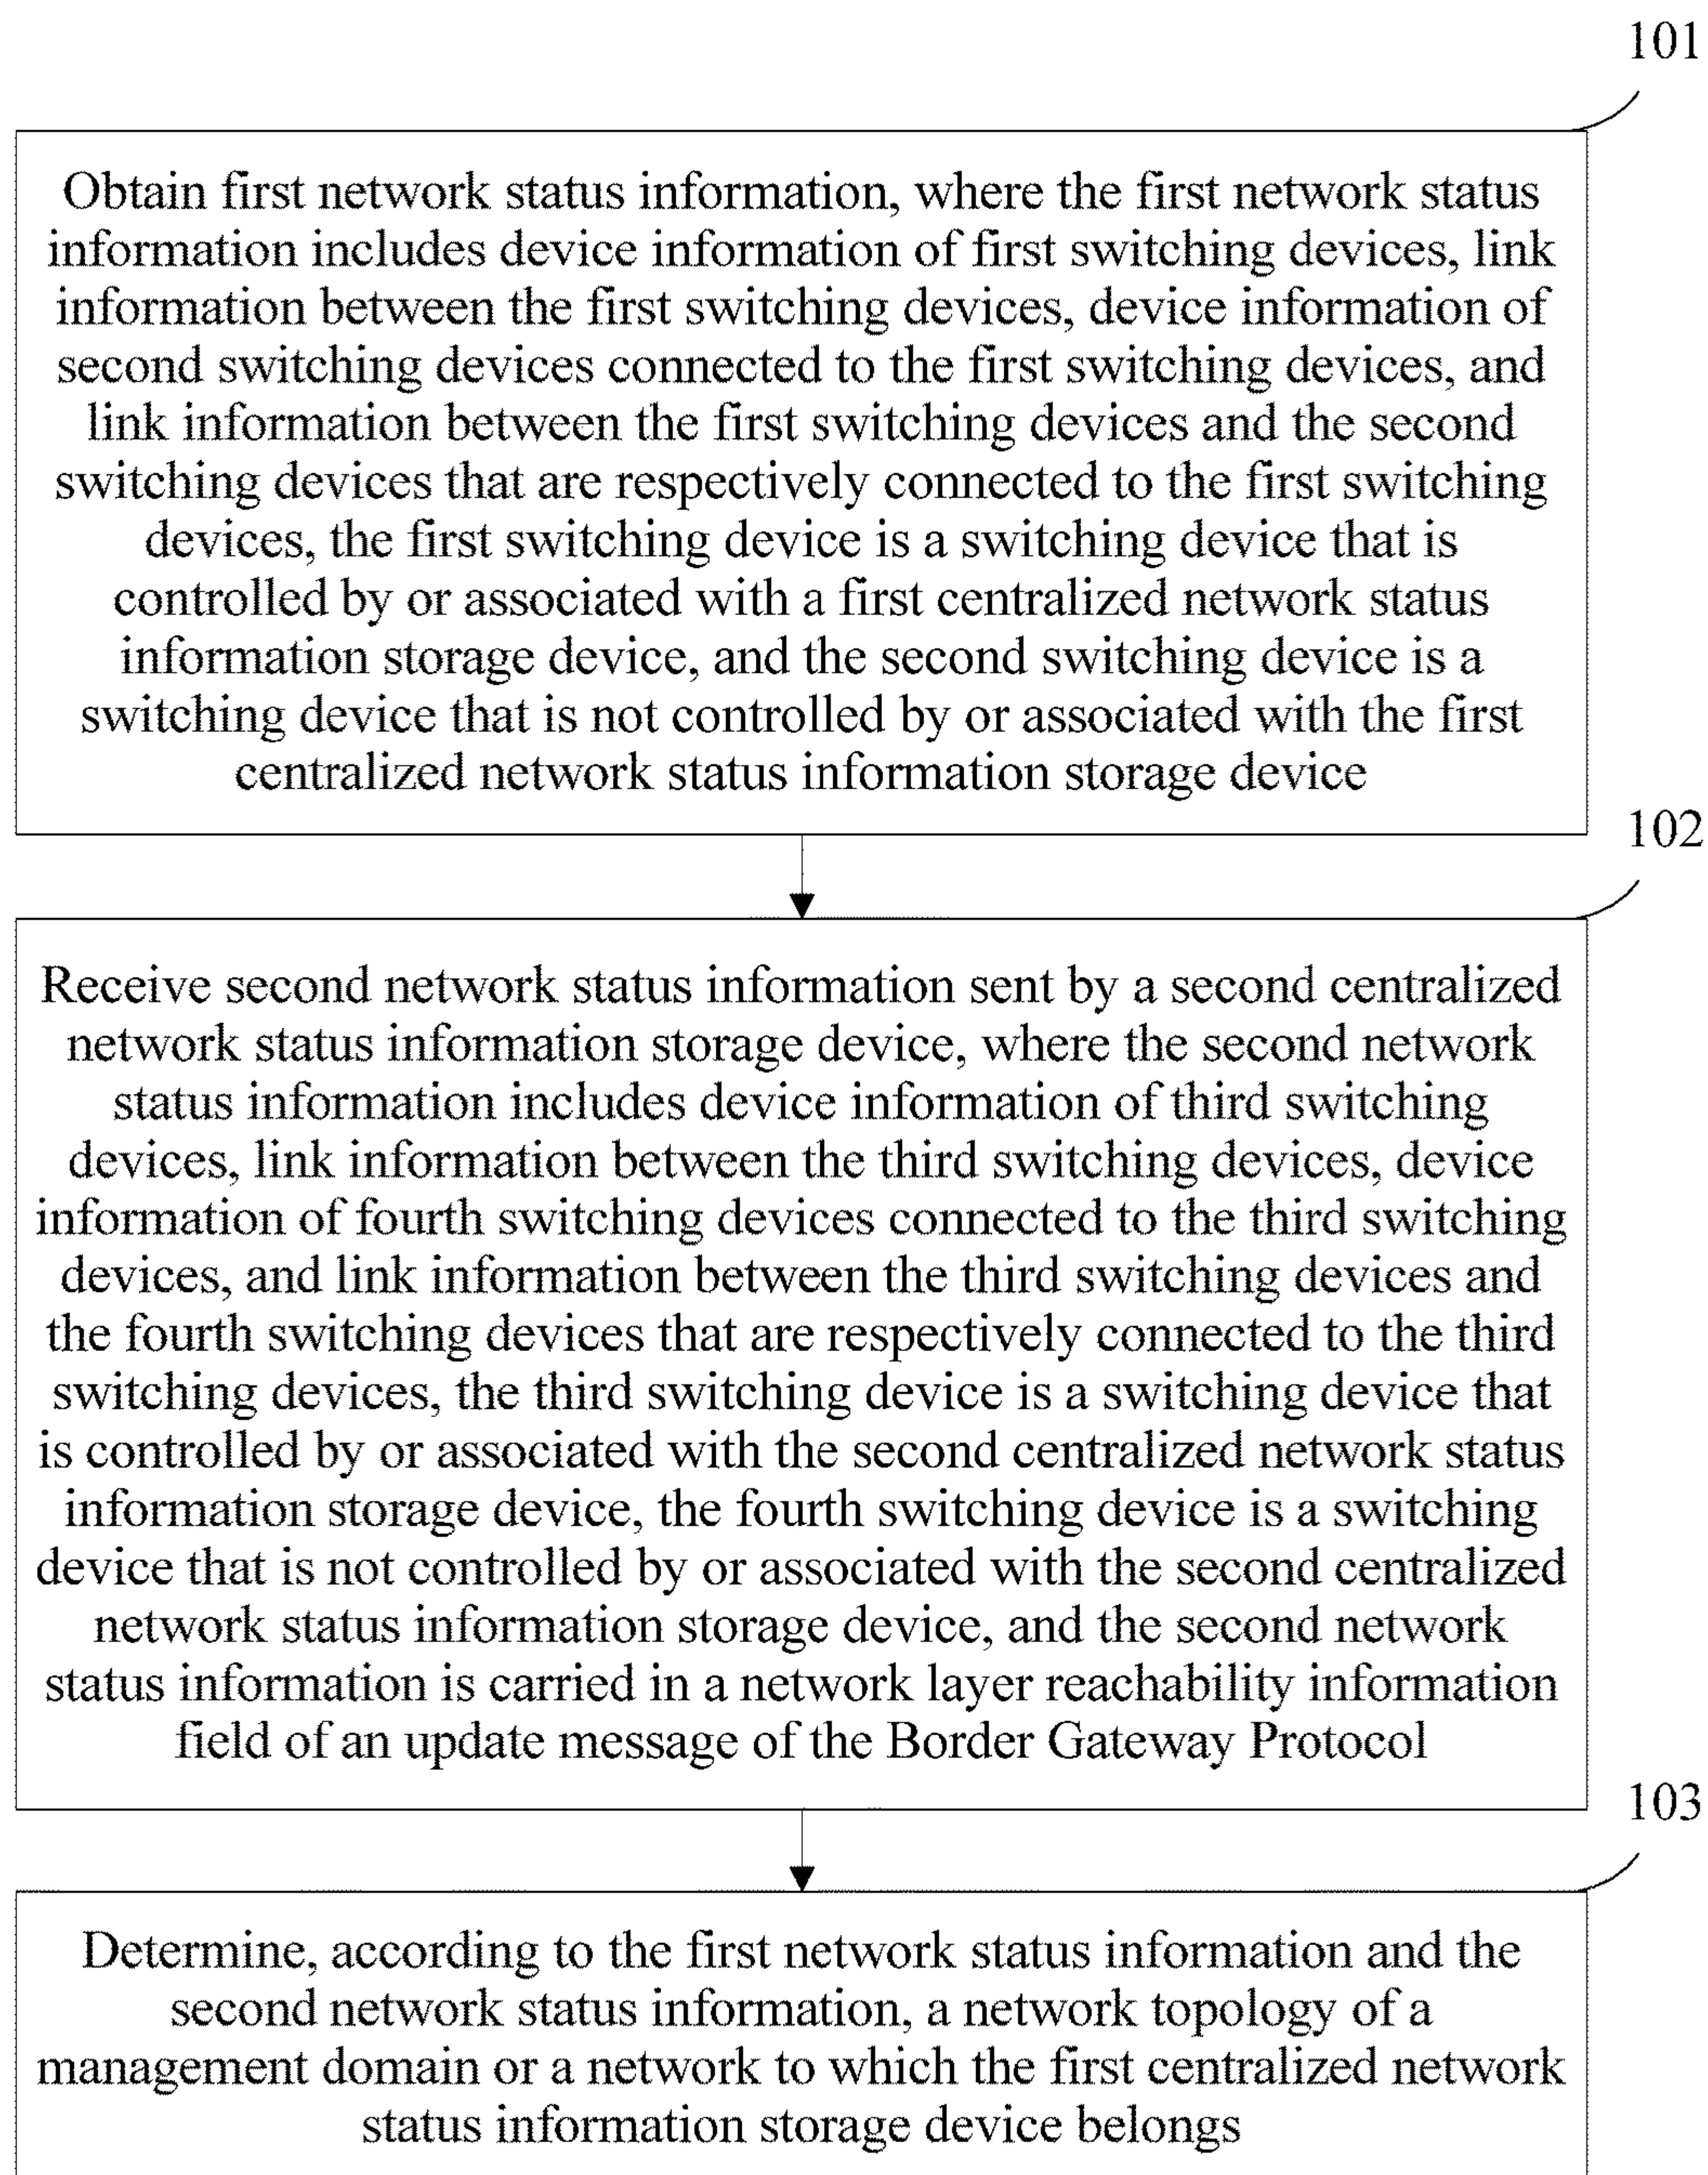 101
Obtain first network status information, where the first network status
information includes device information of first switching devices, link
information between the first switching devices, device information of
second switching devices connected to the first switching devices, and
link information between the first switching devices and the second
switching devices that are respectively connected to the first switching
devices, the first switching device is a switching device that is
controlled by or associated with a first centralized network status
information storage device, and the second switching device is a
switching device that is not controlled by or associated with the first
centralized network status information storage device
102
Receive second network status information sent by a second centralized
network status information storage device, where the second network
status information includes device information of third switching
devices, link information between the third switching devices, device
information of fourth switching devices connected to the third switching
devices, and link information between the third switching devices and
the fourth switching devices that are respectively connected to the third
switching devices, the third switching device is a switching device that
is controlled by or associated with the second centralized network status
information storage device, the fourth switching device is a switching
device that is not controlled by or associated with the second centralized
network status information storage device, and the second network
status information is carried in a network layer reachability information
field of an update message of the Border Gateway Protocol
103
Determine, according to the first network status information and the
second network status information, a network topology of a
management domain or a network to which the first centralized network
status information storage device belongs